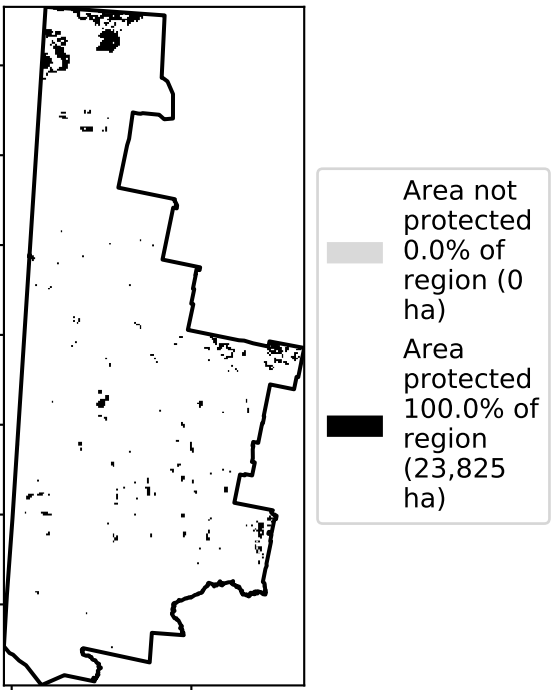 Area not
protected
0.0% of
region (0
ha)
Area
protected
100.0% of
region
(23,825
ha)